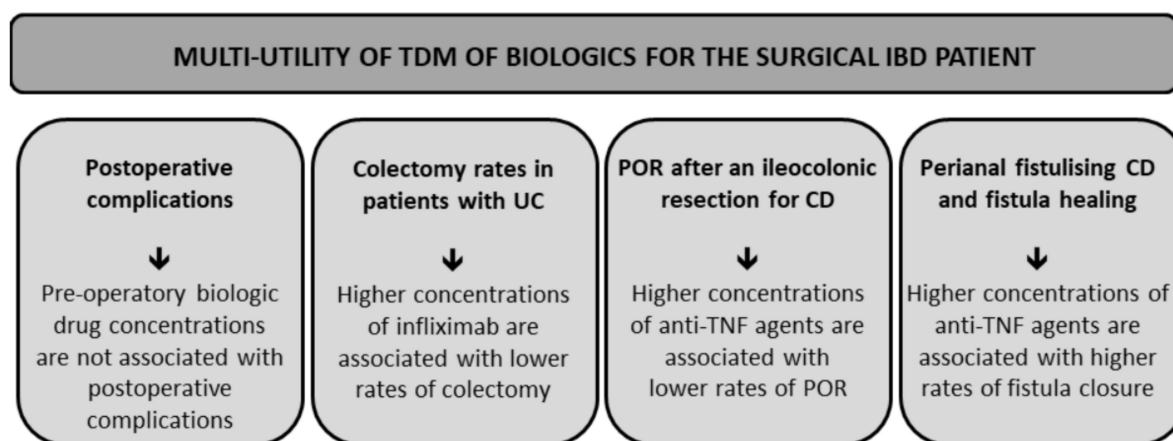 MULTI-UTILITY OF TDM OF BIOLOGICS FOR THE SURGICAL IBD PATIENT
Postoperative
complications
Pre-operatory biologic
drug concentrations
are not associated with
postoperative
complications
Colectomy rates in
patients with UC
Higher concentrations
of infliximab are
associated with lower
rates of colectomy
POR after an ileocolonic
resection for CD
Higher concentrations
of anti-TNF agents are
associated with
lower rates of POR
Perianal fistulising CD
and fistula healing
Higher concentrations of
anti-TNF agents are
associated with higher
rates of fistula closure